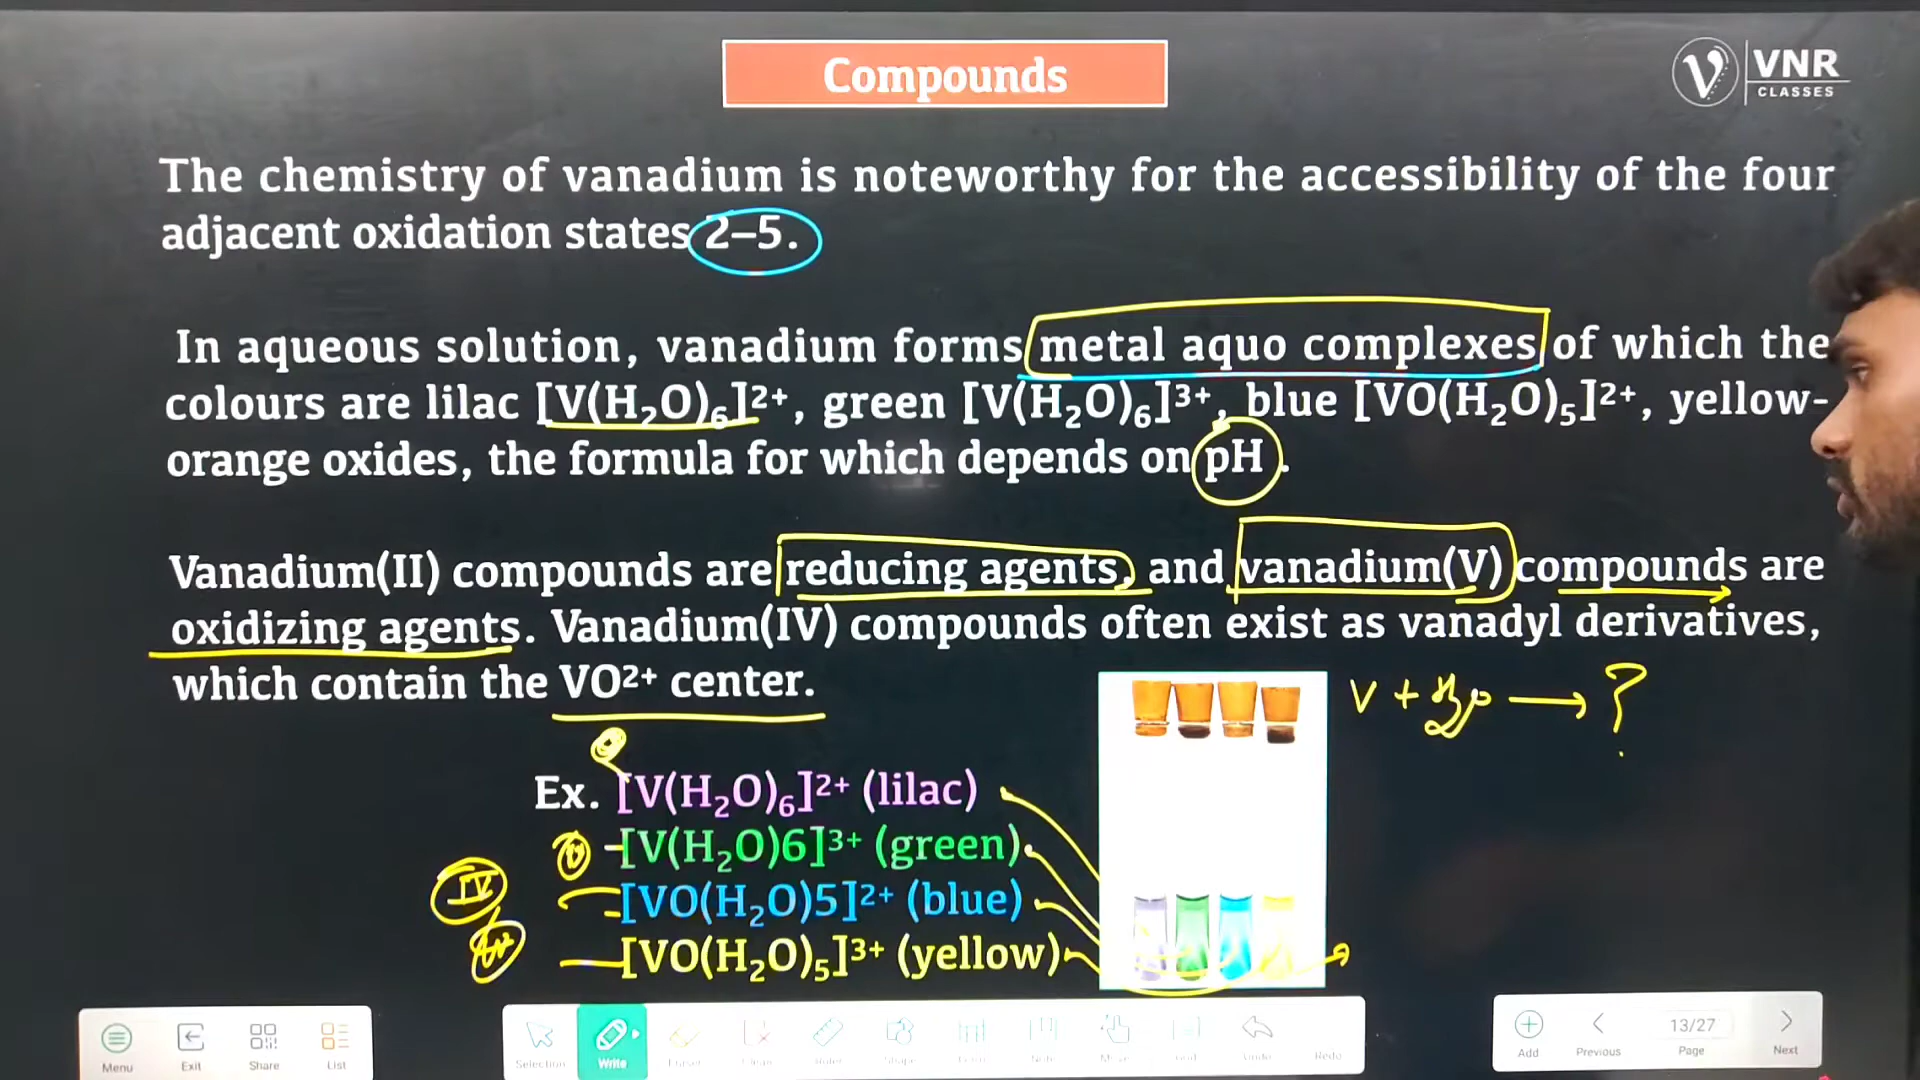 Compounds
VNR
CLASSES
The chemistry of vanadium is noteworthy for the accessibility of the four
adjacent oxidation states 2–5.
In aqueous solution, vanadium forms metal aquo complexes of which the
colours are lilac [V(H₂O)₆]²⁺, green [V(H₂O)₆]³⁺, blue [VO(H₂O)₅]²⁺, yellow-
orange oxides, the formula for which depends on pH.
Vanadium(II) compounds are reducing agents, and vanadium(V) compounds are
oxidizing agents. Vanadium(IV) compounds often exist as vanadyl derivatives,
which contain the VO²⁺ center.
Ex. [V(H₂O)₆]²⁺ (lilac)
[V(H₂O)6]³⁺ (green)
IV
[VO(H₂O)5]²⁺ (blue)
[VO(H₂O)₅]³⁺ (yellow)
Menu
Exit
Share
List
Selection
Write
Undo
Redo
Add
Previous
13/27
Page
Next